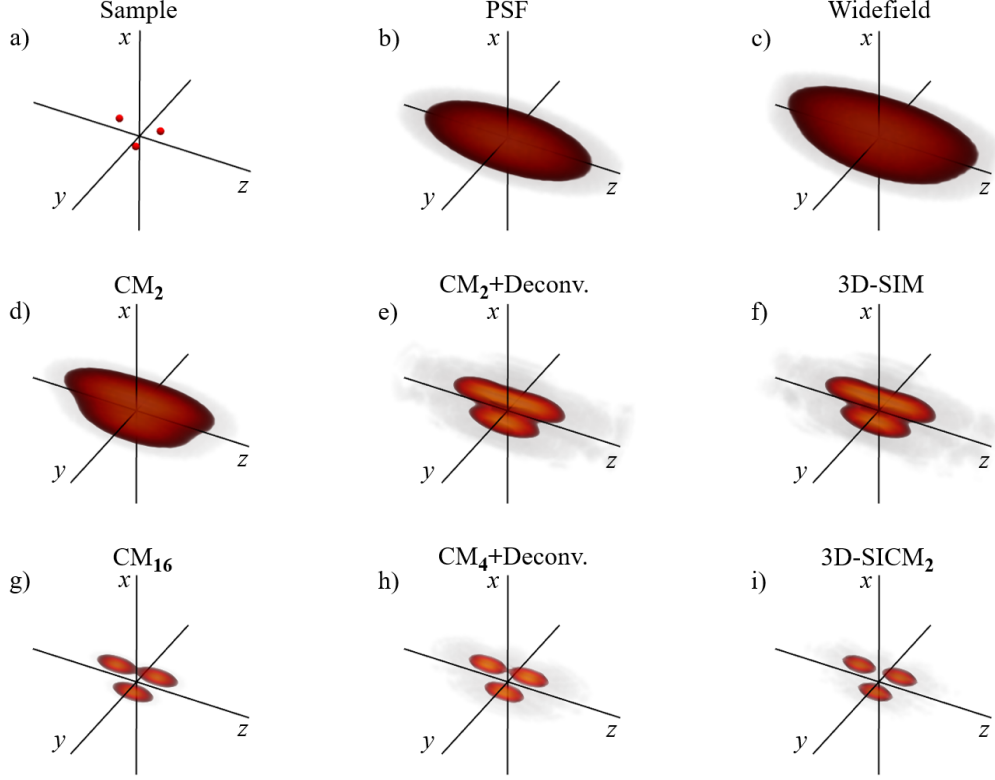 Sample
PSF
Widefield
a)
x
y
z
b)
x
y
z
c)
x
y
z
CM2
CM2+Deconv.
3D-SIM
d)
x
y
z
e)
x
y
z
f)
x
y
z
CM16
CM4+Deconv.
3D-SICM2
g)
x
y
z
h)
x
y
z
i)
x
y
z